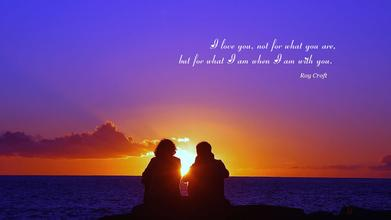 I love you, not for what you are,
but for what I am when I am with you.
Roy Croft